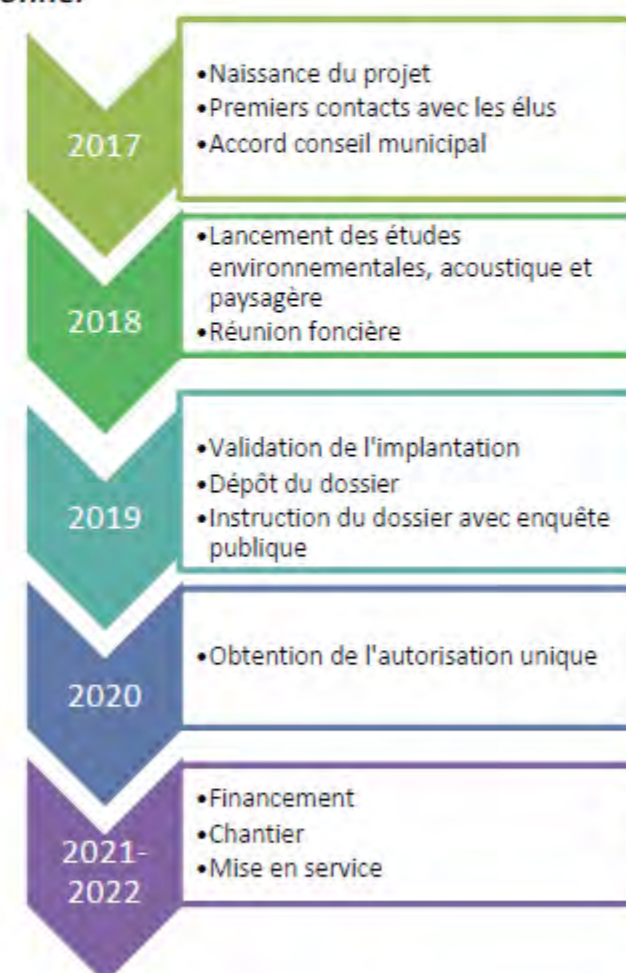 2017
•Naissance du projet
•Premiers contacts avec les élus
•Accord conseil municipal
2018
•Lancement des études
environnementales, acoustique et
paysagère
•Réunion foncière
2019
•Validation de l'implantation
•Dépôt du dossier
•Instruction du dossier avec enquête
publique
2020
•Obtention de l'autorisation unique
2021-
2022
•Financement
•Chantier
•Mise en service